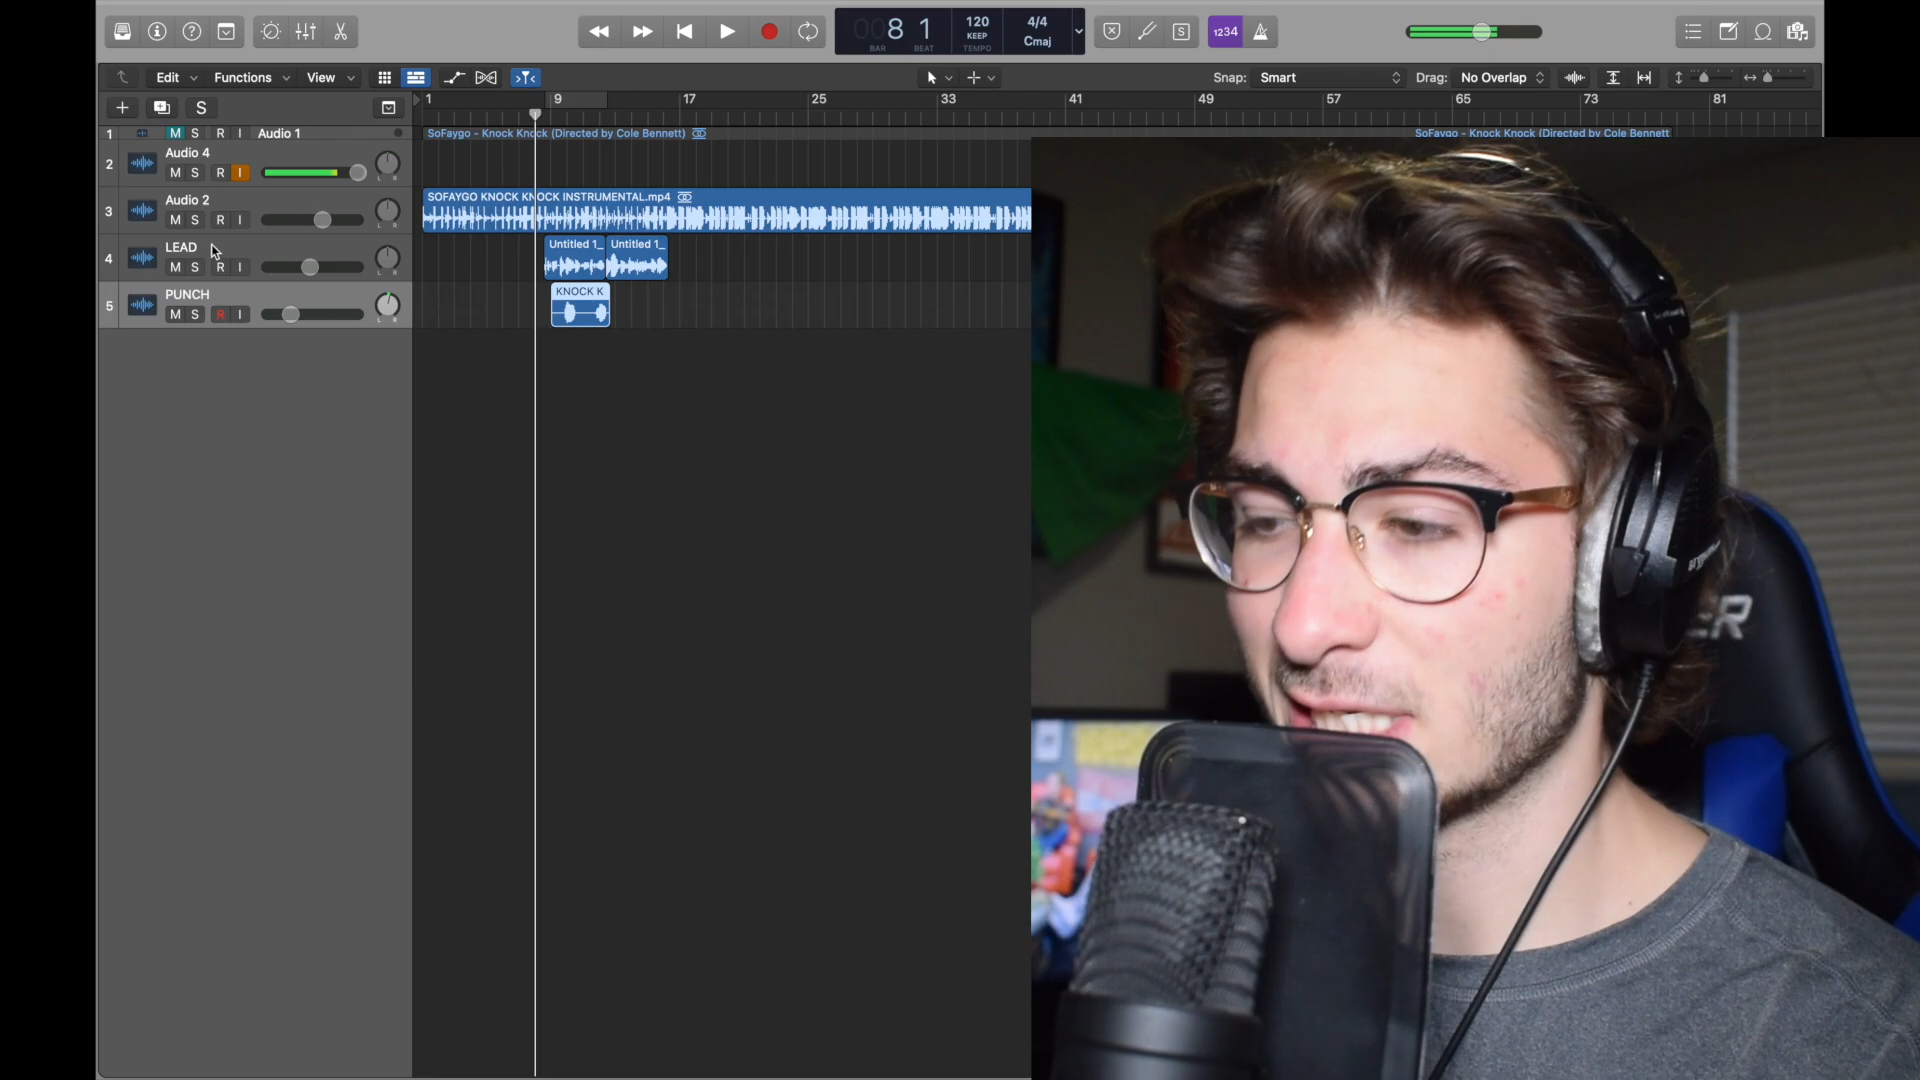 8 1
BAR BEAT
120
KEEP
TEMPO
4/4
Cmaj
S
1234
Edit Functions View
Snap: Smart
Drag: No Overlap
S
1 9 17 25 33 41 49 57 65 73 81
1 M S R I Audio 1
SoFaygo - Knock Knock (Directed by Cole Bennett)
SoFaygo - Knock Knock (Directed by Cole Bennett
2 Audio 4
M S R I
L R
3 Audio 2
M S R I
L R
SOFAYGO KNOCK KNOCK INSTRUMENTAL.mp4
4 LEAD
M S R I
L R
Untitled 1_
Untitled 1_
5 PUNCH
M S R I
L R
KNOCK K